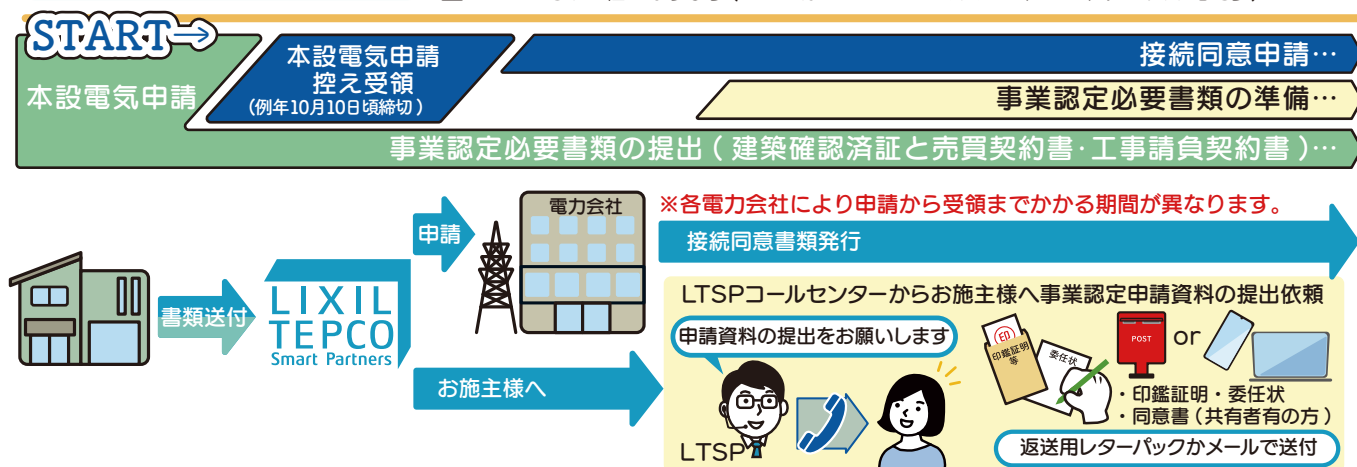 START→
本設電気申請
本設電気申請
控え受領
(例年10月10日頃締切)
接続同意申請…
事業認定必要書類の準備…
事業認定必要書類の提出(建築確認済証と売買契約書・工事請負契約書)…
書類送付
LIXIL
TEPCO
Smart Partners
申請
電力会社
お施主様へ
※各電力会社により申請から受領までかかる期間が異なります。
接続同意書類発行
LTSPコールセンターからお施主様へ事業認定申請資料の提出依頼
申請資料の提出をお願いします
LTSP
印鑑証明
等
委任状
POST
or
・印鑑証明・委任状
・同意書(共有者有の方)
返送用レターパックかメールで送付